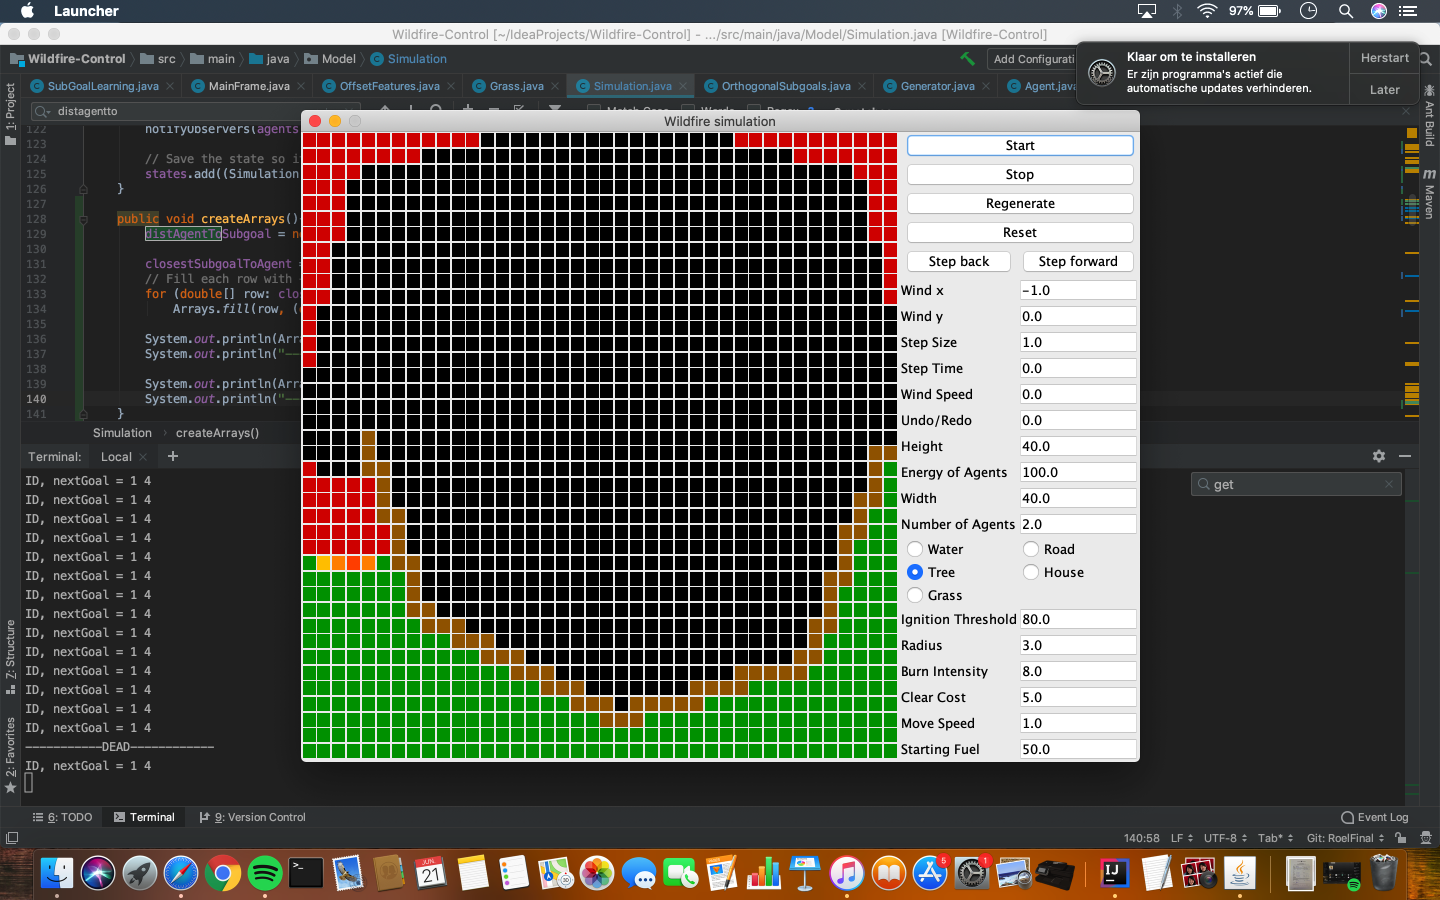 Launcher
97%
Wildfire-Control [~/IdeaProjects/Wildfire-Control] - .../src/main/java/Model/Simulation.java [Wildfire-Control]
Wildfire-Control
src
main
java
Model
Simulation
Add Configurati
Klaar om te installeren
Er zijn programma's actief die
automatische updates verhinderen.
Herstart
Later
SubGoalLearning.java
MainFrame.java
OffsetFeatures.java
Grass.java
Simulation.java
OrthogonalSubgoals.java
Generator.java
Agent.java
distagentto
1: Project
Ant Build
Maven
122 notifyObservers(agents
123
124 // Save the state so i
125 states.add((Simulation
126 }
127
128 public void createArrays()
129 distAgentToSubgoal = n
130
131 closestSubgoalToAgent =
132 // Fill each row with
133 for (double[] row: clo
134 Arrays.fill(row, (
135
136 System.out.println(Arr
137 System.out.println("--
138
139 System.out.println(Arr
140 System.out.println("--
141 }
Simulation
createArrays()
Terminal:
Local
get
ID, nextGoal = 1 4
ID, nextGoal = 1 4
ID, nextGoal = 1 4
ID, nextGoal = 1 4
ID, nextGoal = 1 4
ID, nextGoal = 1 4
ID, nextGoal = 1 4
ID, nextGoal = 1 4
ID, nextGoal = 1 4
ID, nextGoal = 1 4
ID, nextGoal = 1 4
ID, nextGoal = 1 4
ID, nextGoal = 1 4
ID, nextGoal = 1 4
-----------DEAD------------
ID, nextGoal = 1 4
Z: Structure
2: Favorites
Wildfire simulation
Start
Stop
Regenerate
Reset
Step back
Step forward
Wind x -1.0
Wind y 0.0
Step Size 1.0
Step Time 0.0
Wind Speed 0.0
Undo/Redo 0.0
Height 40.0
Energy of Agents 100.0
Width 40.0
Number of Agents 2.0
Water
Road
Tree
House
Grass
Ignition Threshold 80.0
Radius 3.0
Burn Intensity 8.0
Clear Cost 5.0
Move Speed 1.0
Starting Fuel 50.0
6: TODO
Terminal
9: Version Control
Event Log
140:58
LF
UTF-8
Tab*
Git: RoelFinal
JUN
21
5
1
IJ